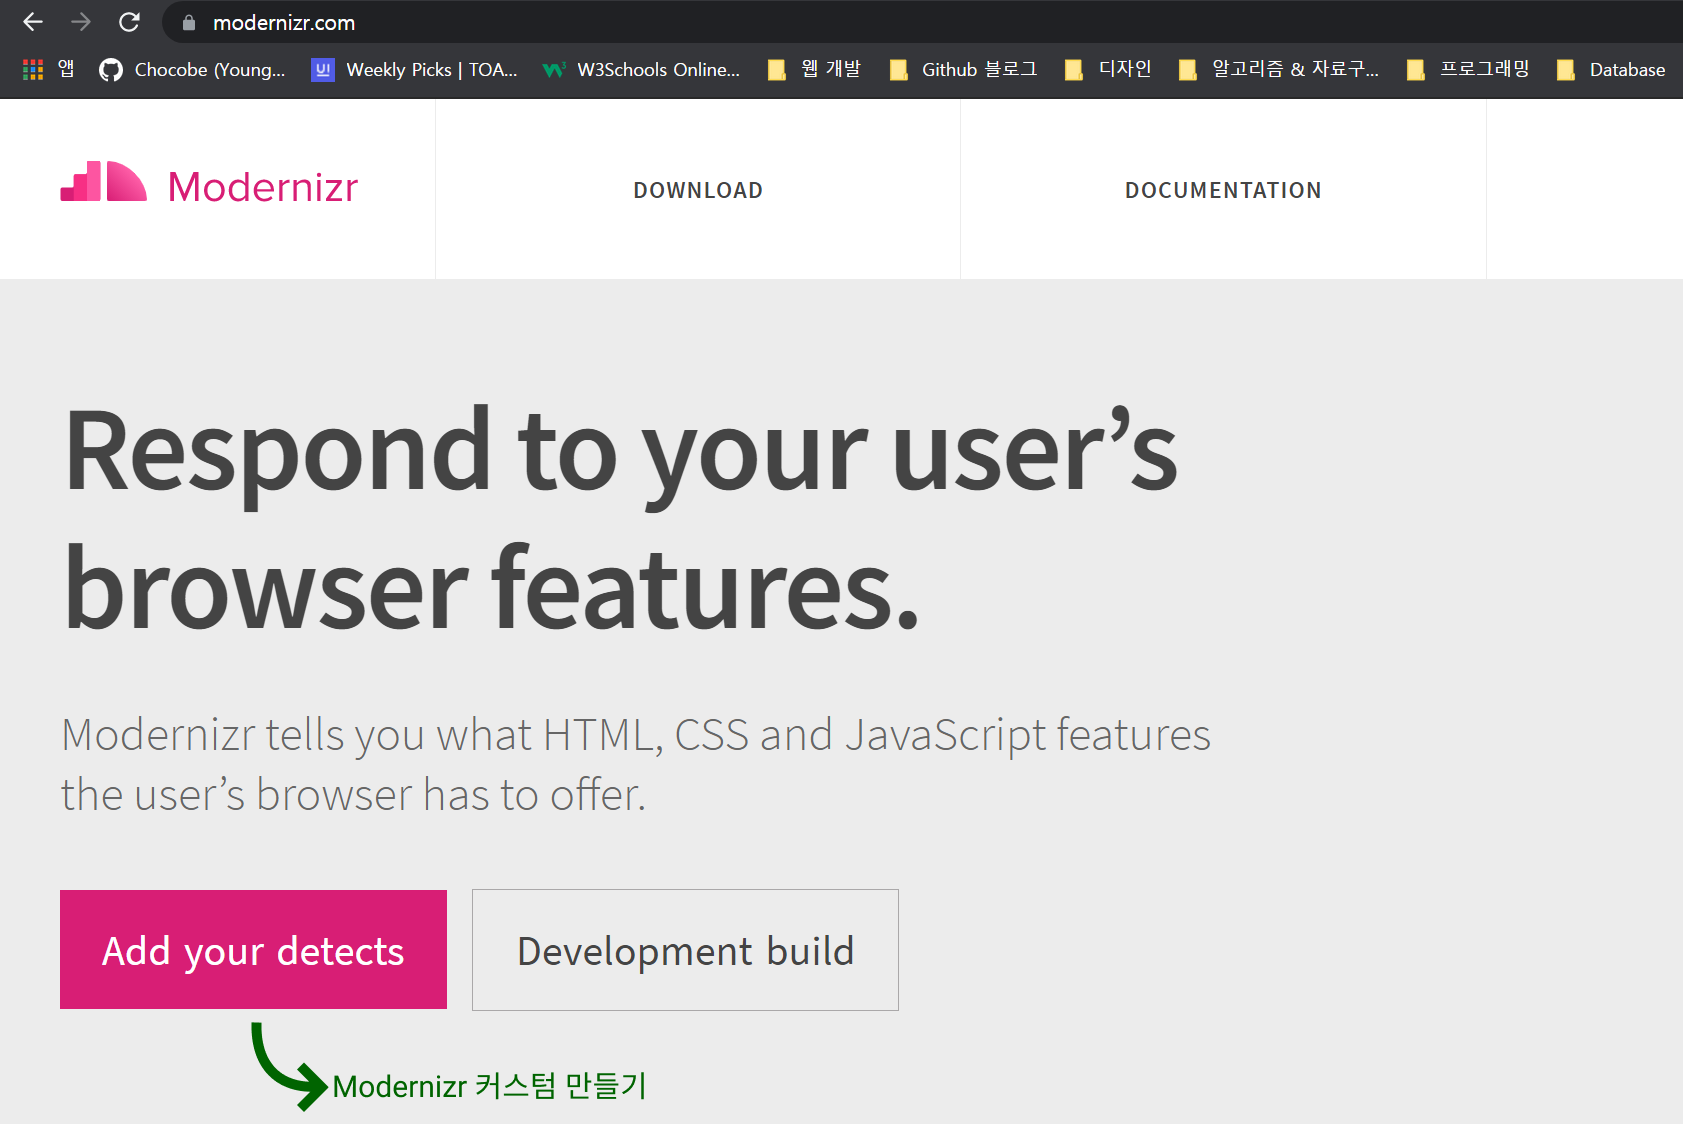 modernizr.com
앱
Chocobe (Young...
Weekly Picks | TOA...
W3Schools Online...
웹 개발
Github 블로그
디자인
알고리즘 & 자료구...
프로그래밍
Database
Modernizr
DOWNLOAD
DOCUMENTATION
Respond to your user’s
browser features.
Modernizr tells you what HTML, CSS and JavaScript features
the user’s browser has to offer.
Add your detects
Development build
Modernizr 커스텀 만들기